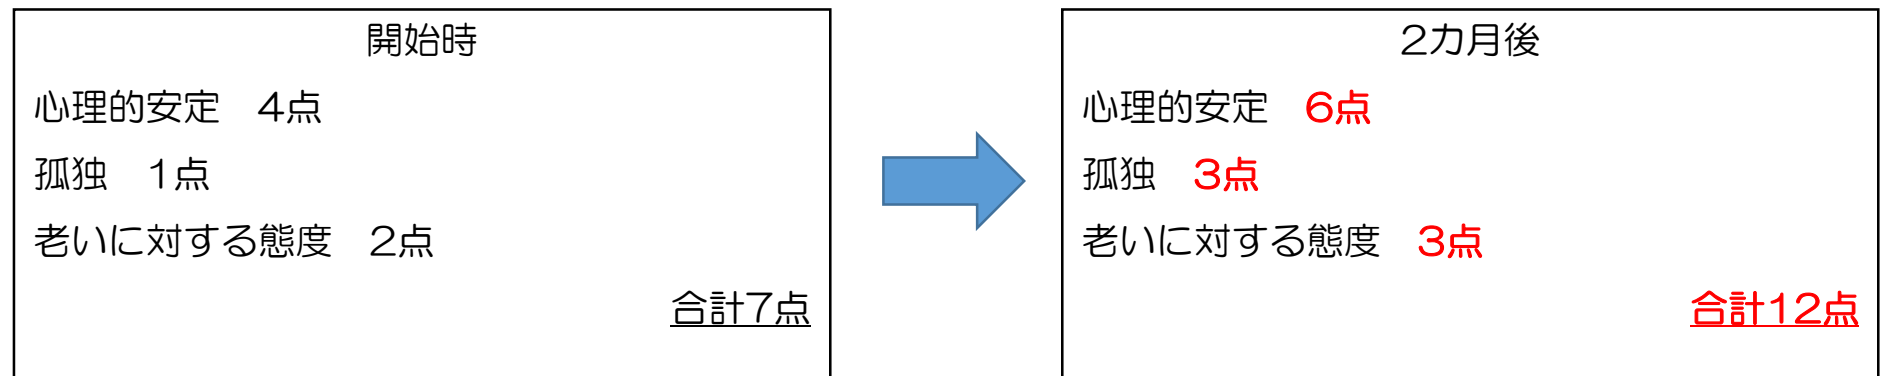 開始時
心理的安定　４点
孤独　１点
老いに対する態度　２点
合計７点
２カ月後
心理的安定　６点
孤独　３点
老いに対する態度　３点
合計１２点